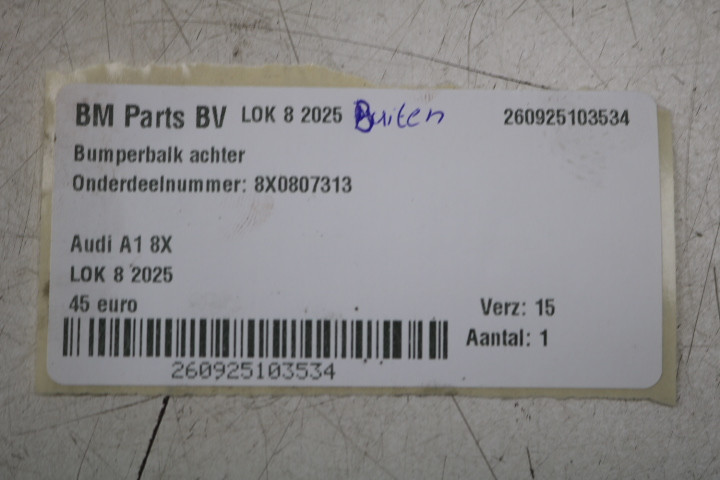 BM Parts BV LOK 8 2025 Buiten 260925103534
Bumperbalk achter
Onderdeelnummer: 8X0807313
Audi A1 8X
LOK 8 2025
45 euro Verz: 15
Aantal: 1
260925103534